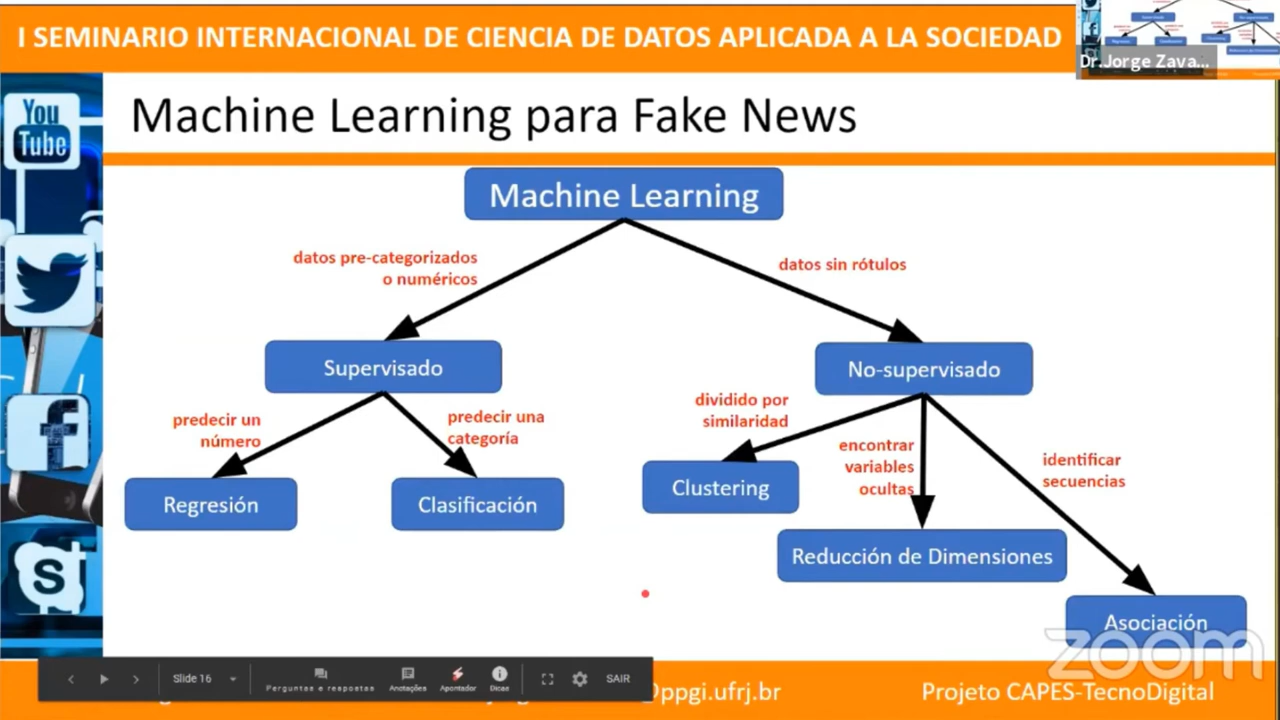 I SEMINARIO INTERNACIONAL DE CIENCIA DE DATOS APLICADA A LA SOCIEDAD
Dr.Jorge Zava...
You
Tube
Machine Learning para Fake News
Machine Learning
datos pre-categorizados
o numéricos
datos sin rótulos
Supervisado
No-supervisado
predecir un
número
predecir una
categoría
dividido por
similaridad
encontrar
variables
ocultas
identificar
secuencias
Regresión
Clasificación
Clustering
Reducción de Dimensiones
Asociación
zoom
Slide 16
Perguntas e respostas
Anotações
Apontador
Dicas
SAIR
ppgi.ufrj.br
Projeto CAPES-TecnoDigital